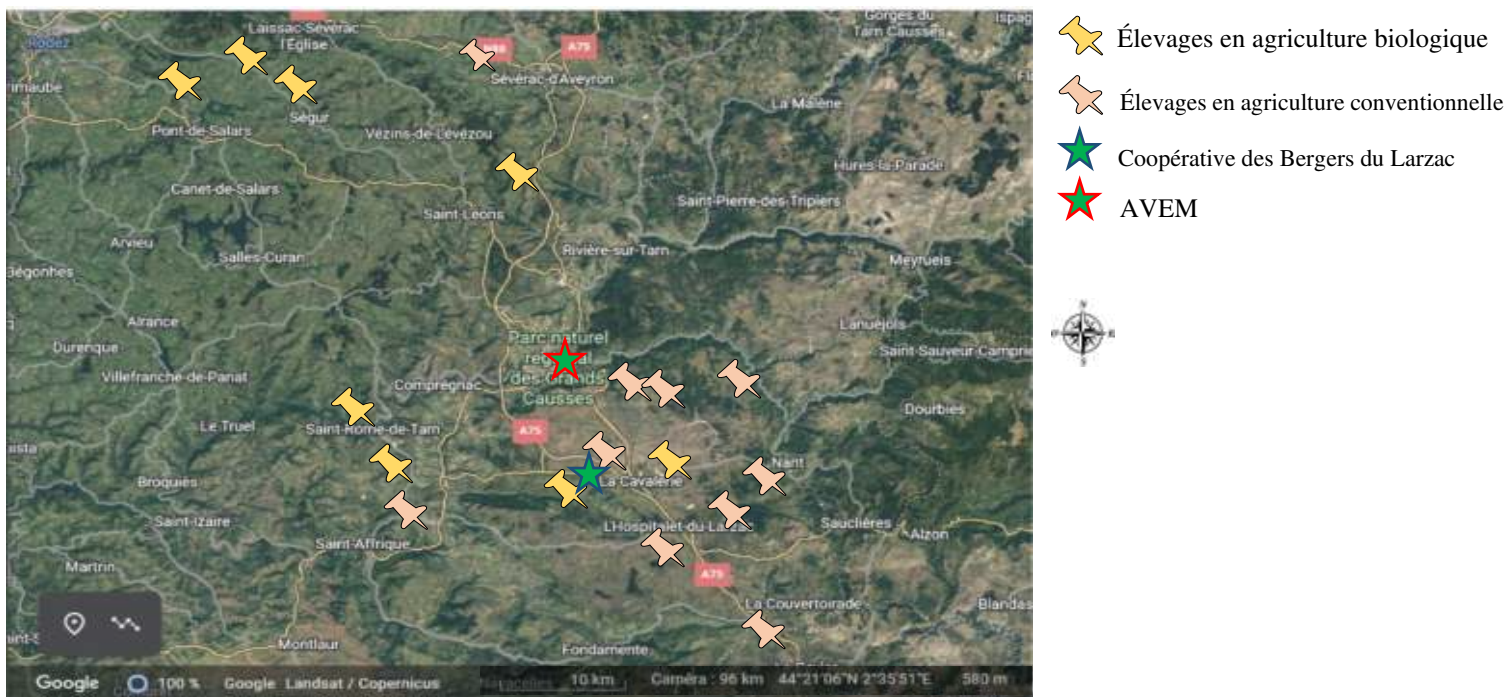 Élevages en agriculture biologique
Élevages en agriculture conventionnelle
Coopérative des Bergers du Larzac
AVEM
Gorges du
Tarn Causses
Laissac-Sévérac
l'Église
Rodez
A75
Sévérac-d'Aveyron
La Malène
Ségur
Pont-de-Salars
Vézins-de-Lévézou
Hures-la-Parade
Canet-de-Salars
Saint-Léons
Saint-Pierre-des-Tripiers
Arvieu
Salles-Curan
Rivière-sur-Tarn
Meyrueis
Alrance
Lanuéjols
Parc naturel
régional
des Grands
Causses
Durenque
Villefranche-de-Panat
Comprégnac
Dourbies
Le Truel
Saint-Rome-de-Tarn
A75
Nant
Broquiès
La Cavalerie
Saint-Izaire
L'Hospitalet-du-Larzac
Sauclières
Alzon
Saint-Affrique
Martrin
A75
La Couvertoirade
Blandas
Montlaur
Fondamente
Google
100 %
Google
Landsat / Copernicus
10 km
Caméra : 96 km
44°21'06"N 2°35'51"E
580 m